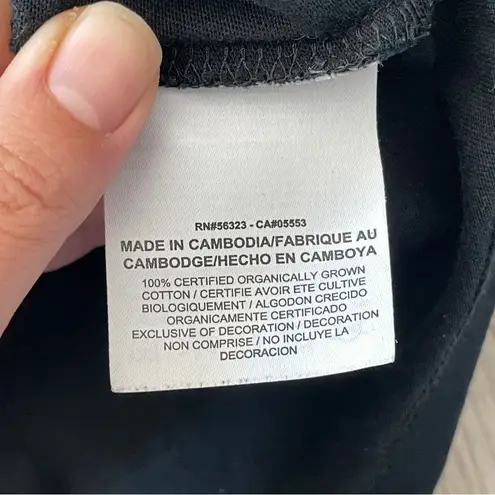 RN#56323 - CA#05553
MADE IN CAMBODIA/FABRIQUE AU
CAMBODGE/HECHO EN CAMBOYA
100% CERTIFIED ORGANICALLY GROWN
COTTON / CERTIFIE AVOIR ETE CULTIVE
BIOLOGIQUEMENT / ALGODON CRECIDO
ORGANICAMENTE CERTIFICADO
EXCLUSIVE OF DECORATION / DECORATION
NON COMPRISE / NO INCLUYE LA
DECORACION